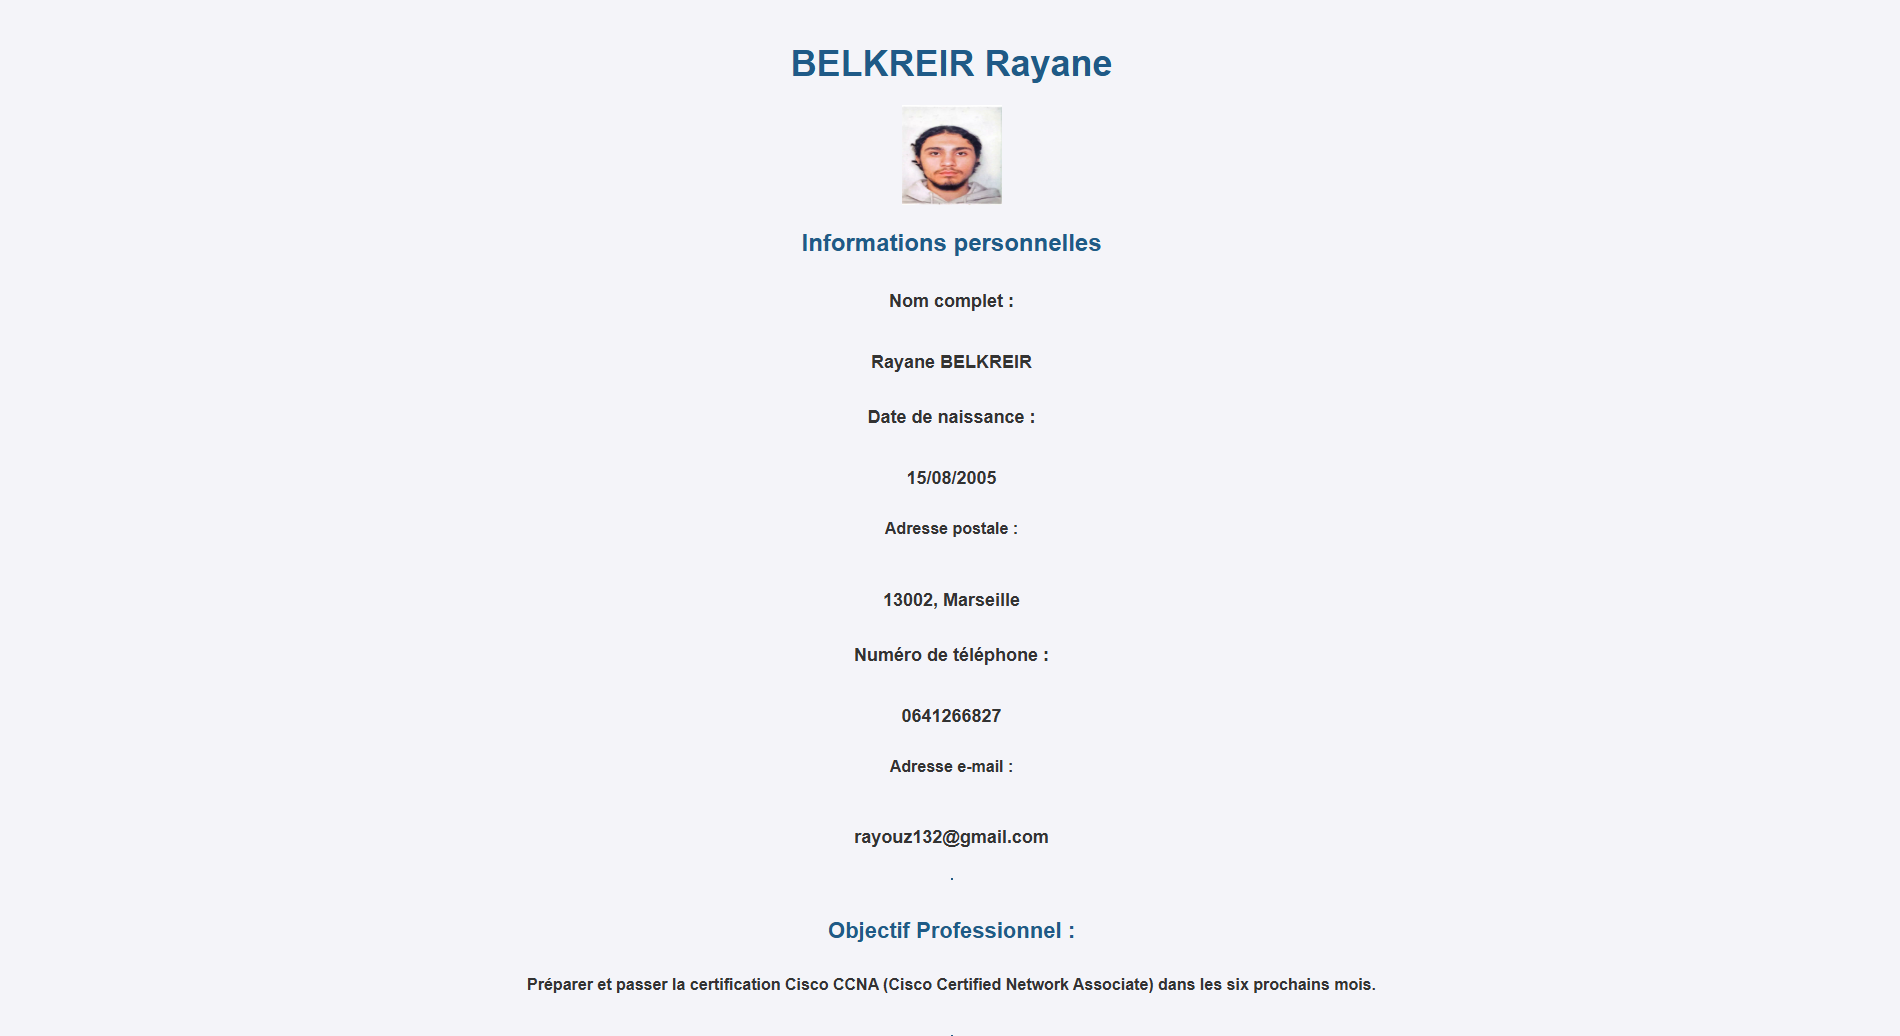 BELKREIR Rayane
Informations personnelles
Nom complet :
Rayane BELKREIR
Date de naissance :
15/08/2005
Adresse postale :
13002, Marseille
Numéro de téléphone :
0641266827
Adresse e-mail :
rayouz132@gmail.com
.
Objectif Professionnel :
Préparer et passer la certification Cisco CCNA (Cisco Certified Network Associate) dans les six prochains mois.
.